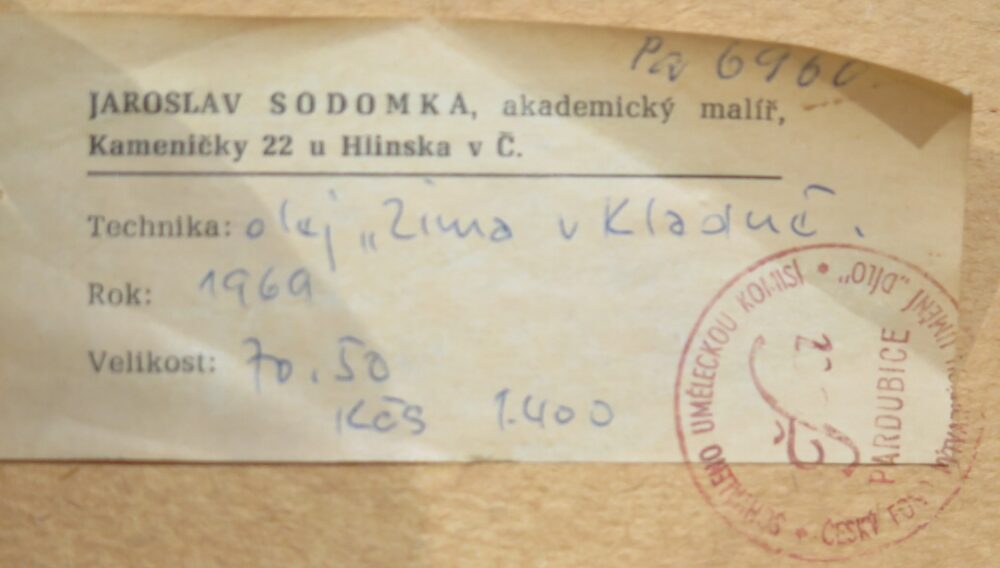 Pa 6960
JAROSLAV SODOMKA, akademický malíř,
Kameničky 22 u Hlinska v Č.
Technika: olej „Zima v Kladně.
Rok: 1969
Velikost: 70.50
Kčs 1.400
SCHVÁLENO UMĚLECKOU KOMISÍ • ČESKÝ FOND VÝTVARNÝCH UMĚNÍ „DÍLO“
PARDUBICE